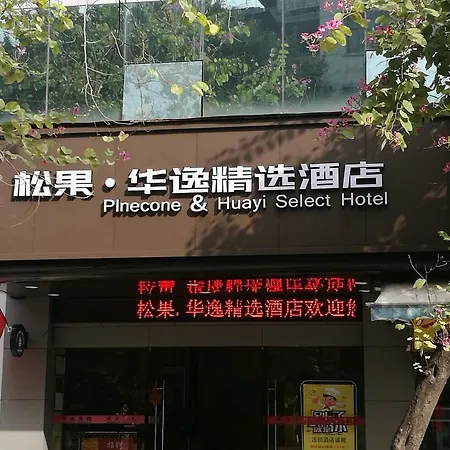 松果·华逸精选酒店
PInecone & Huayi Select Hotel
松果.华逸精选酒店欢迎您